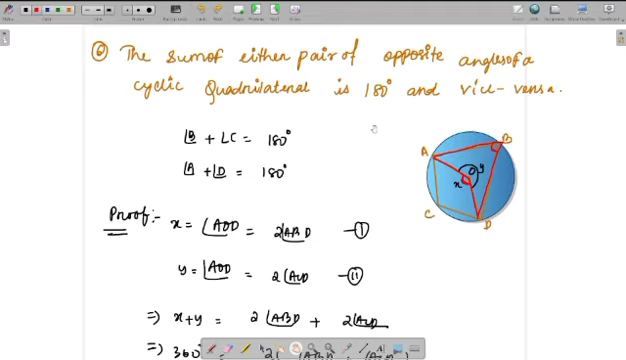 ⑥ The sum of either pair of opposite angles of a
cyclic Quadrilateral is 180° and vice-versa.
∠B + ∠C = 180°
∠A + ∠D = 180°
Proof:-
x = ∠AOD = 2∠ABD —Ⓘ
y = ∠AOD = 2∠ACD —ⓘⓘ
⇒ x+y = 2∠ABD + 2∠ACD
⇒ 360° =
A
B
O
y
x
C
D